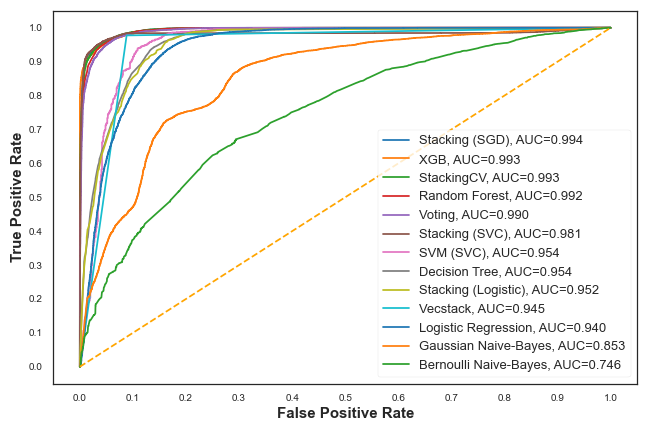 1.0
0.9
0.8
0.7
0.6
0.5
0.4
0.3
0.2
0.1
0.0
True Positive Rate
Stacking (SGD), AUC=0.994
XGB, AUC=0.993
StackingCV, AUC=0.993
Random Forest, AUC=0.992
Voting, AUC=0.990
Stacking (SVC), AUC=0.981
SVM (SVC), AUC=0.954
Decision Tree, AUC=0.954
Stacking (Logistic), AUC=0.952
Vecstack, AUC=0.945
Logistic Regression, AUC=0.940
Gaussian Naive-Bayes, AUC=0.853
Bernoulli Naive-Bayes, AUC=0.746
0.0 0.1 0.2 0.3 0.4 0.5 0.6 0.7 0.8 0.9 1.0
False Positive Rate